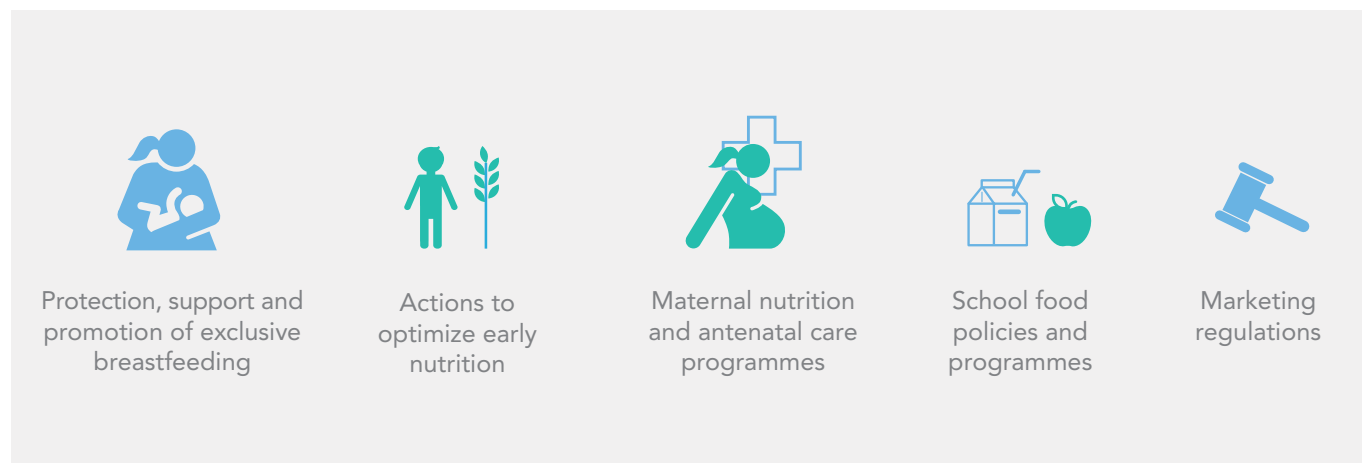 Protection, support and
promotion of exclusive
breastfeeding
Actions to
optimize early
nutrition
Maternal nutrition
and antenatal care
programmes
School food
policies and
programmes
Marketing
regulations